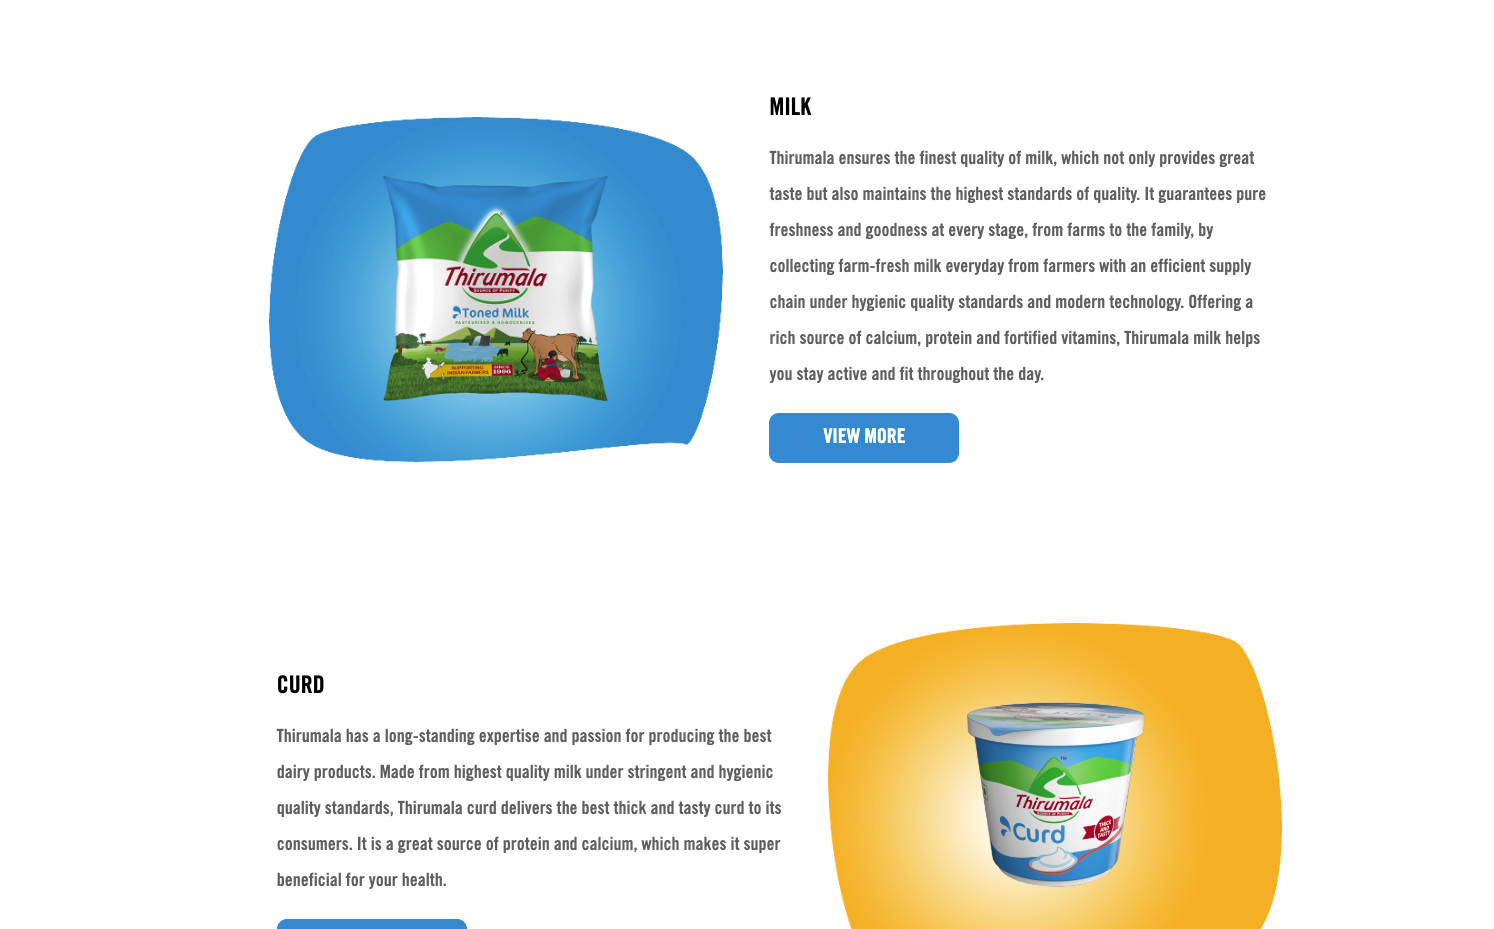 MILK
Thirumala ensures the finest quality of milk, which not only provides great
taste but also maintains the highest standards of quality. It guarantees pure
freshness and goodness at every stage, from farms to the family, by
collecting farm-fresh milk everyday from farmers with an efficient supply
chain under hygienic quality standards and modern technology. Offering a
rich source of calcium, protein and fortified vitamins, Thirumala milk helps
you stay active and fit throughout the day.
VIEW MORE
Thirumala
SOURCE OF PURITY
Toned Milk
PASTEURISED & HOMOGENISED
SUPPORTING
INDIAN FARMERS
SINCE
1996
CURD
Thirumala has a long-standing expertise and passion for producing the best
dairy products. Made from highest quality milk under stringent and hygienic
quality standards, Thirumala curd delivers the best thick and tasty curd to its
consumers. It is a great source of protein and calcium, which makes it super
beneficial for your health.
Thirumala
SOURCE OF PURITY
Curd
THICK
AND
TASTY
TM